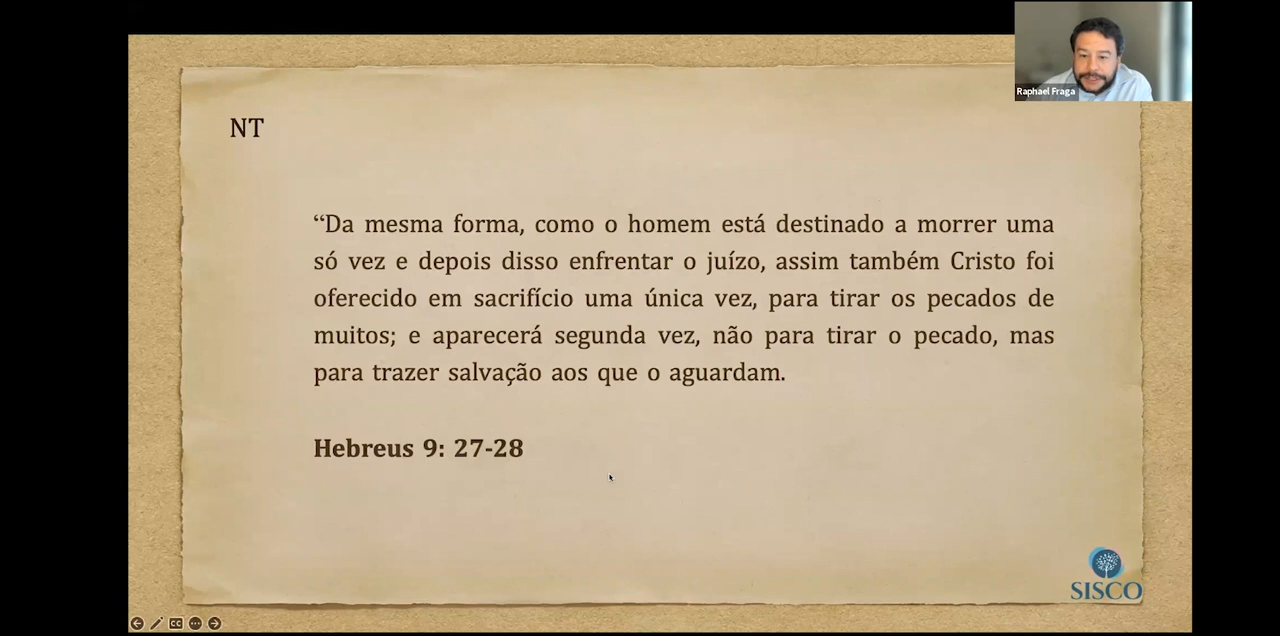 Raphael Fraga
NT
“Da mesma forma, como o homem está destinado a morrer uma
só vez e depois disso enfrentar o juízo, assim também Cristo foi
oferecido em sacrifício uma única vez, para tirar os pecados de
muitos; e aparecerá segunda vez, não para tirar o pecado, mas
para trazer salvação aos que o aguardam.
Hebreus 9: 27-28
SISCO
CC